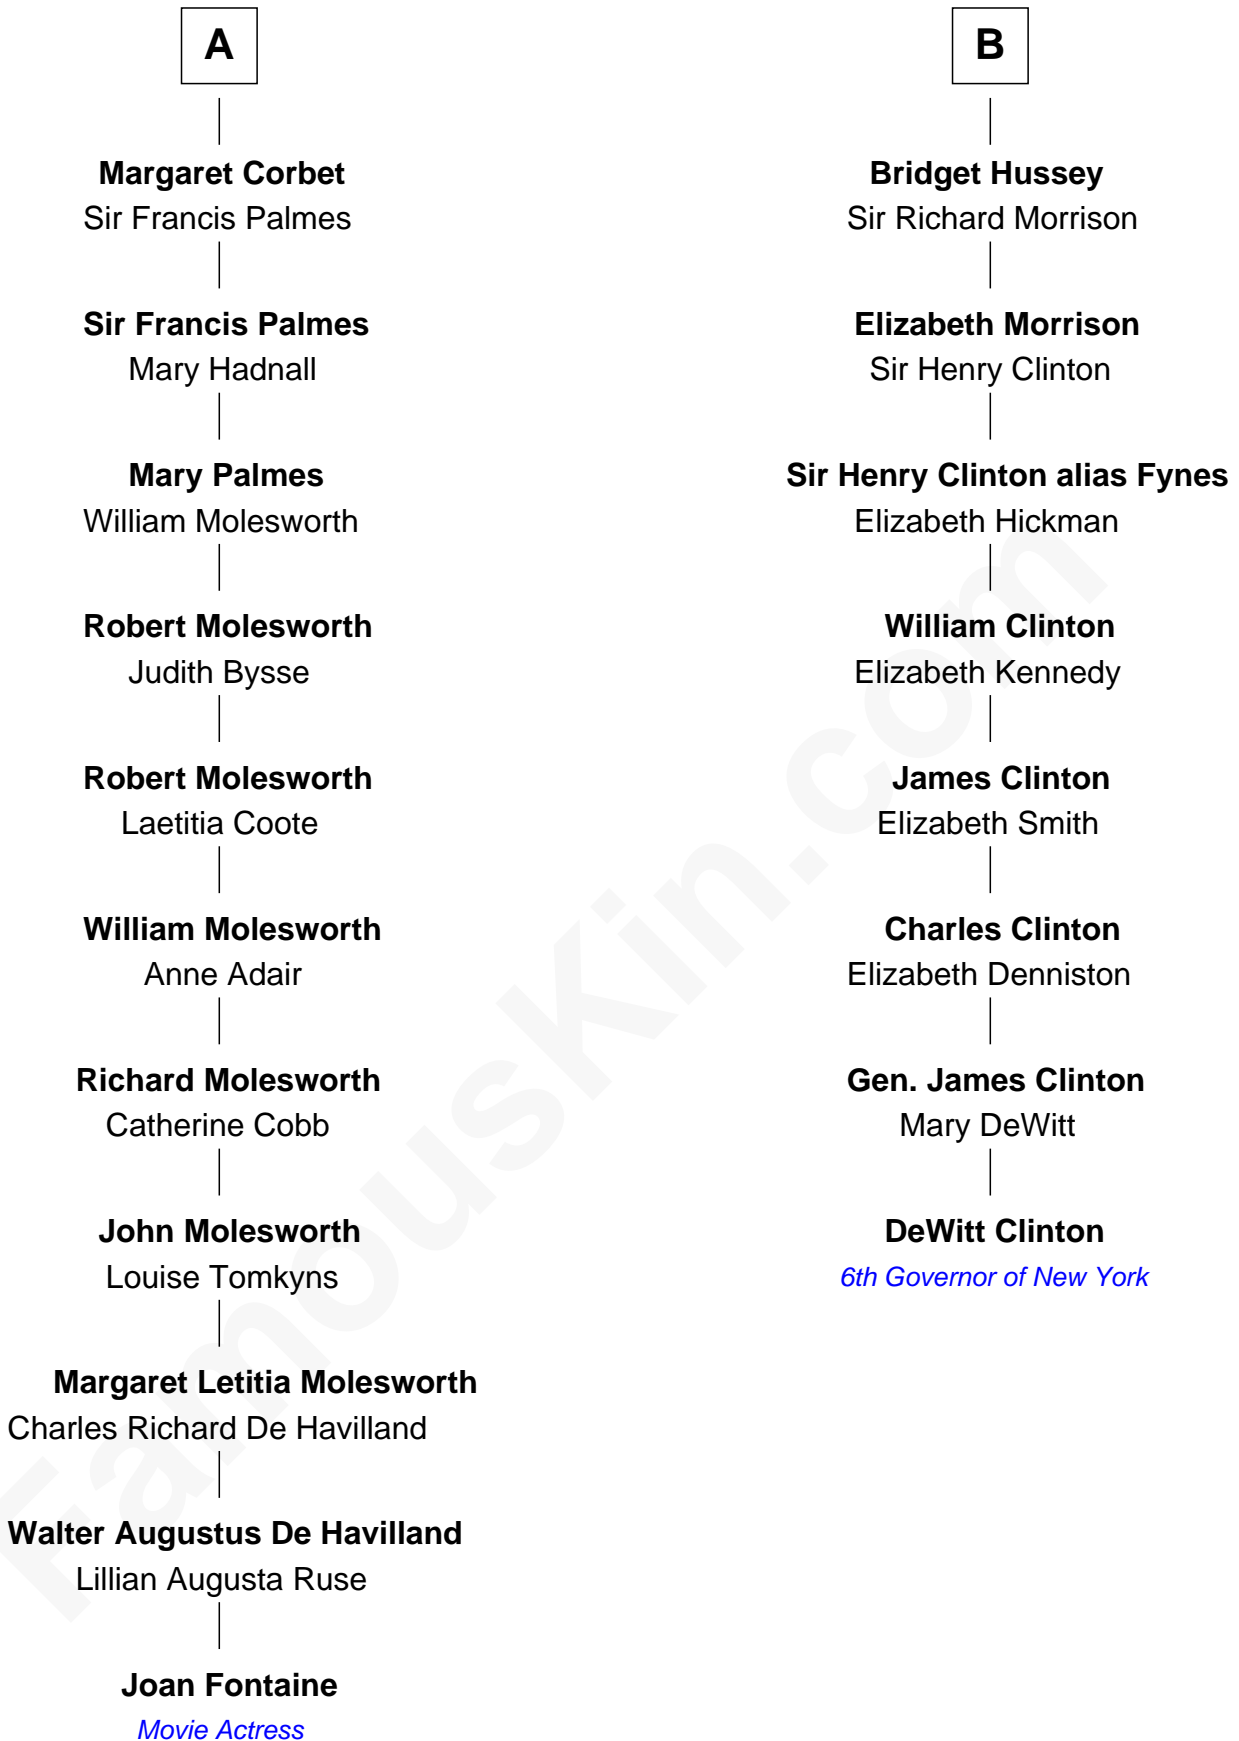 A
Margaret Corbet
Sir Francis Palmes
Sir Francis Palmes
Mary Hadnall
Mary Palmes
William Molesworth
Robert Molesworth
Judith Bysse
Robert Molesworth
Laetitia Coote
William Molesworth
Anne Adair
Richard Molesworth
Catherine Cobb
John Molesworth
Louise Tomkyns
Margaret Letitia Molesworth
Charles Richard De Havilland
Walter Augustus De Havilland
Lillian Augusta Ruse
Joan Fontaine
Movie Actress
B
Bridget Hussey
Sir Richard Morrison
Elizabeth Morrison
Sir Henry Clinton
Sir Henry Clinton alias Fynes
Elizabeth Hickman
William Clinton
Elizabeth Kennedy
James Clinton
Elizabeth Smith
Charles Clinton
Elizabeth Denniston
Gen. James Clinton
Mary DeWitt
DeWitt Clinton
6th Governor of New York
FamousKin.com